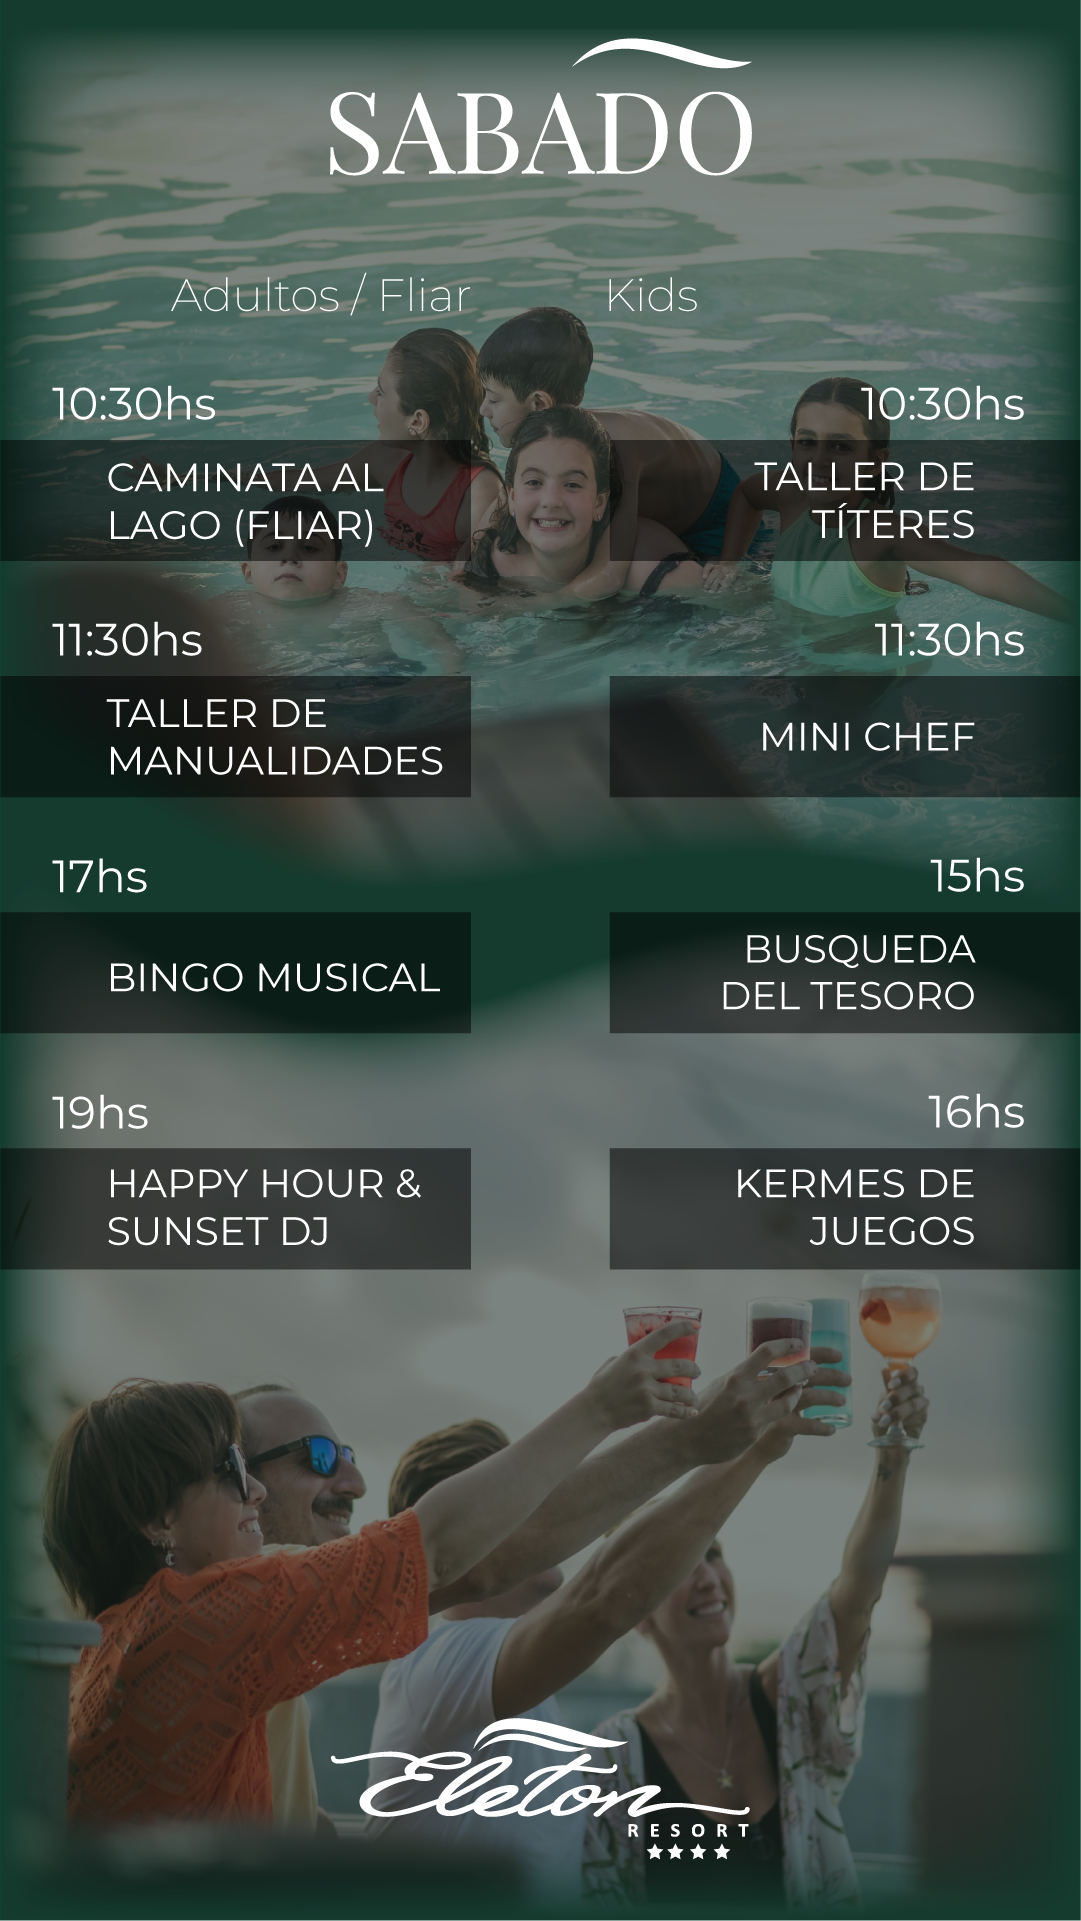 SABADO
Adultos / Fliar
10:30hs
CAMINATA AL
LAGO (FLIAR)
11:30hs
TALLER DE
MANUALIDADES
17hs
BINGO MUSICAL
19hs
HAPPY HOUR &
SUNSET DJ
Kids
10:30hs
TALLER DE
TÍTERES
11:30hs
MINI CHEF
15hs
BUSQUEDA
DEL TESORO
16hs
KERMES DE
JUEGOS
Eleton
RESORT